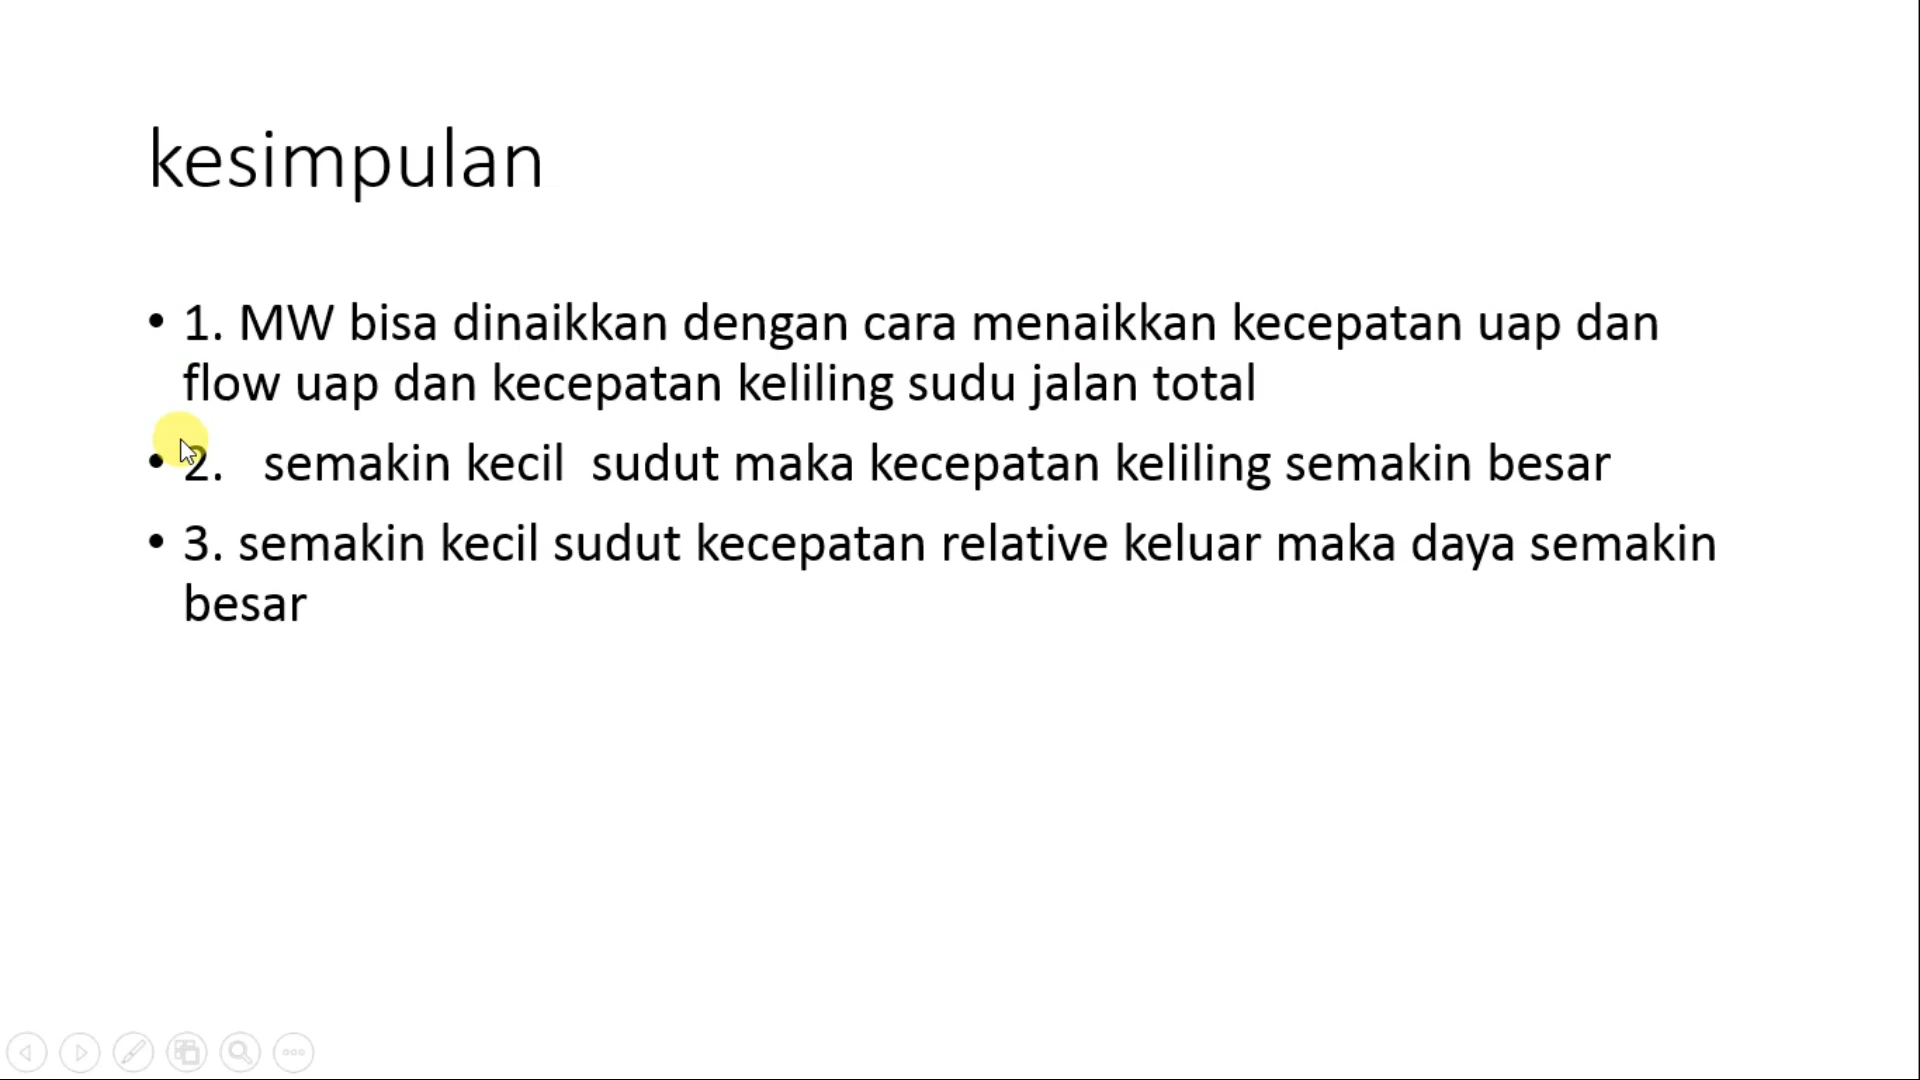 kesimpulan
• 1. MW bisa dinaikkan dengan cara menaikkan kecepatan uap dan
flow uap dan kecepatan keliling sudu jalan total
• 2. semakin kecil sudut maka kecepatan keliling semakin besar
• 3. semakin kecil sudut kecepatan relative keluar maka daya semakin
besar